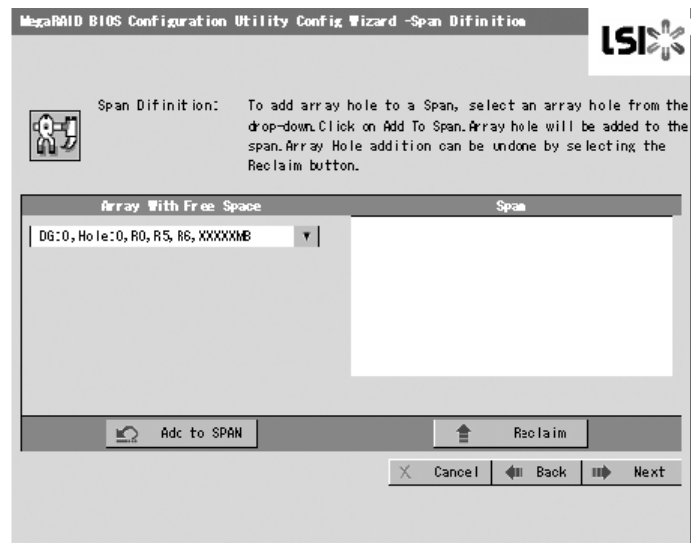 MegaRAID BIOS Configuration Utility Config Wizard -Span Difinition
LSI
Span Difinition:
To add array hole to a Span, select an array hole from the
drop-down.Click on Add To Span.Array hole will be added to the
span.Array Hole addition can be undone by selecting the
Reclaim button.
Array With Free Space
Span
DG:0,Hole:0,R0,R5,R6,XXXXXMB
Add to SPAN
Reclaim
Cancel
Back
Next